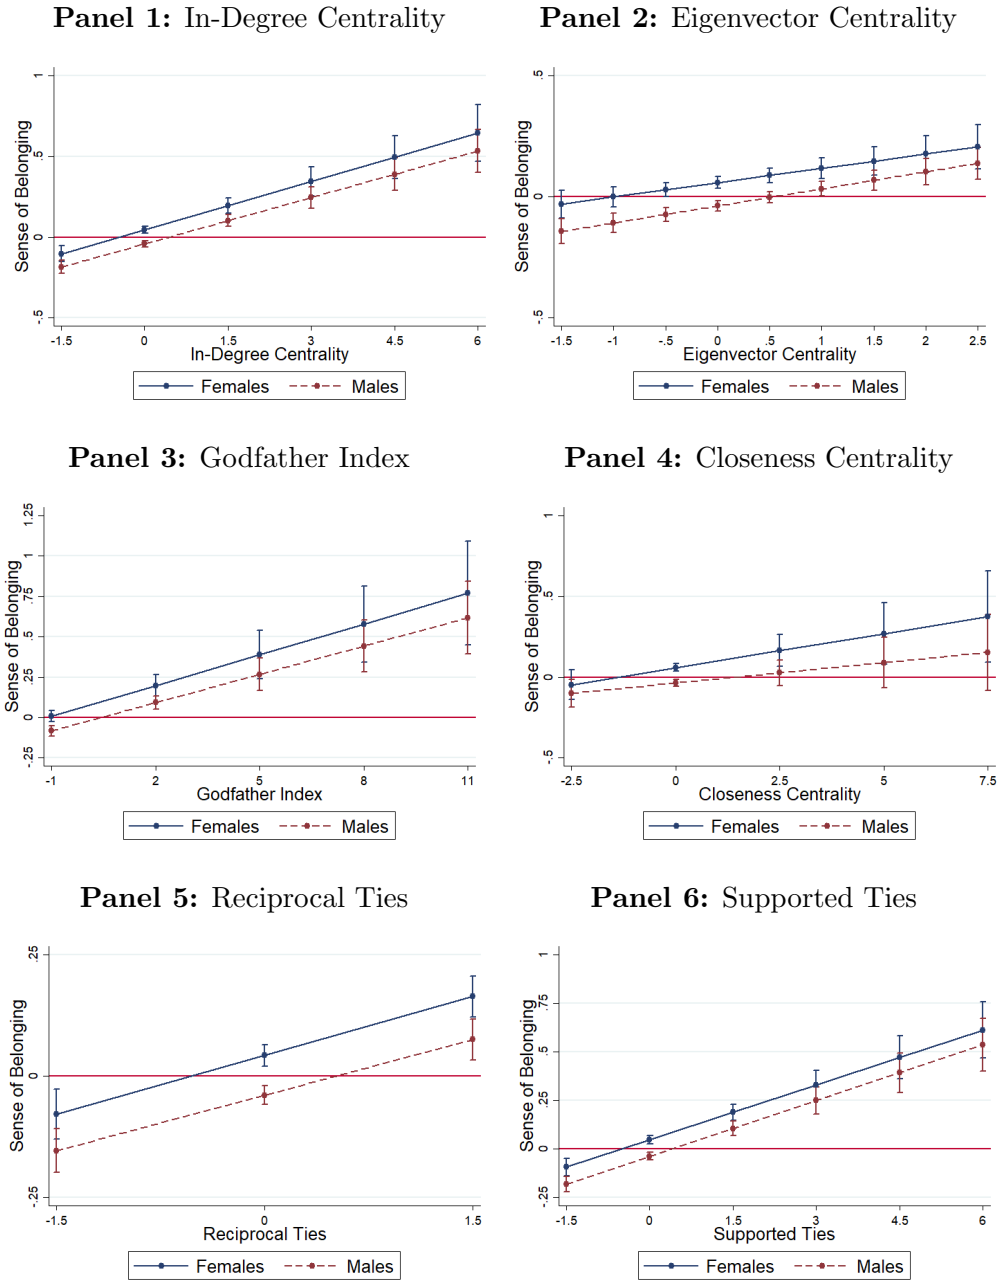 Panel 1: In-Degree Centrality
Sense of Belonging
1
.5
0
-.5
-1.5 0 1.5 3 4.5 6
In-Degree Centrality
Females Males
Panel 2: Eigenvector Centrality
Sense of Belonging
.5
0
-.5
-1.5 -1 -.5 0 .5 1 1.5 2 2.5
Eigenvector Centrality
Females Males
Panel 3: Godfather Index
Sense of Belonging
1.25
1
.75
.5
.25
0
-.25
-1 2 5 8 11
Godfather Index
Females Males
Panel 4: Closeness Centrality
Sense of Belonging
1
.5
0
-.5
-2.5 0 2.5 5 7.5
Closeness Centrality
Females Males
Panel 5: Reciprocal Ties
Sense of Belonging
.25
0
-.25
-1.5 0 1.5
Reciprocal Ties
Females Males
Panel 6: Supported Ties
Sense of Belonging
1
.75
.5
.25
0
-.25
-1.5 0 1.5 3 4.5 6
Supported Ties
Females Males